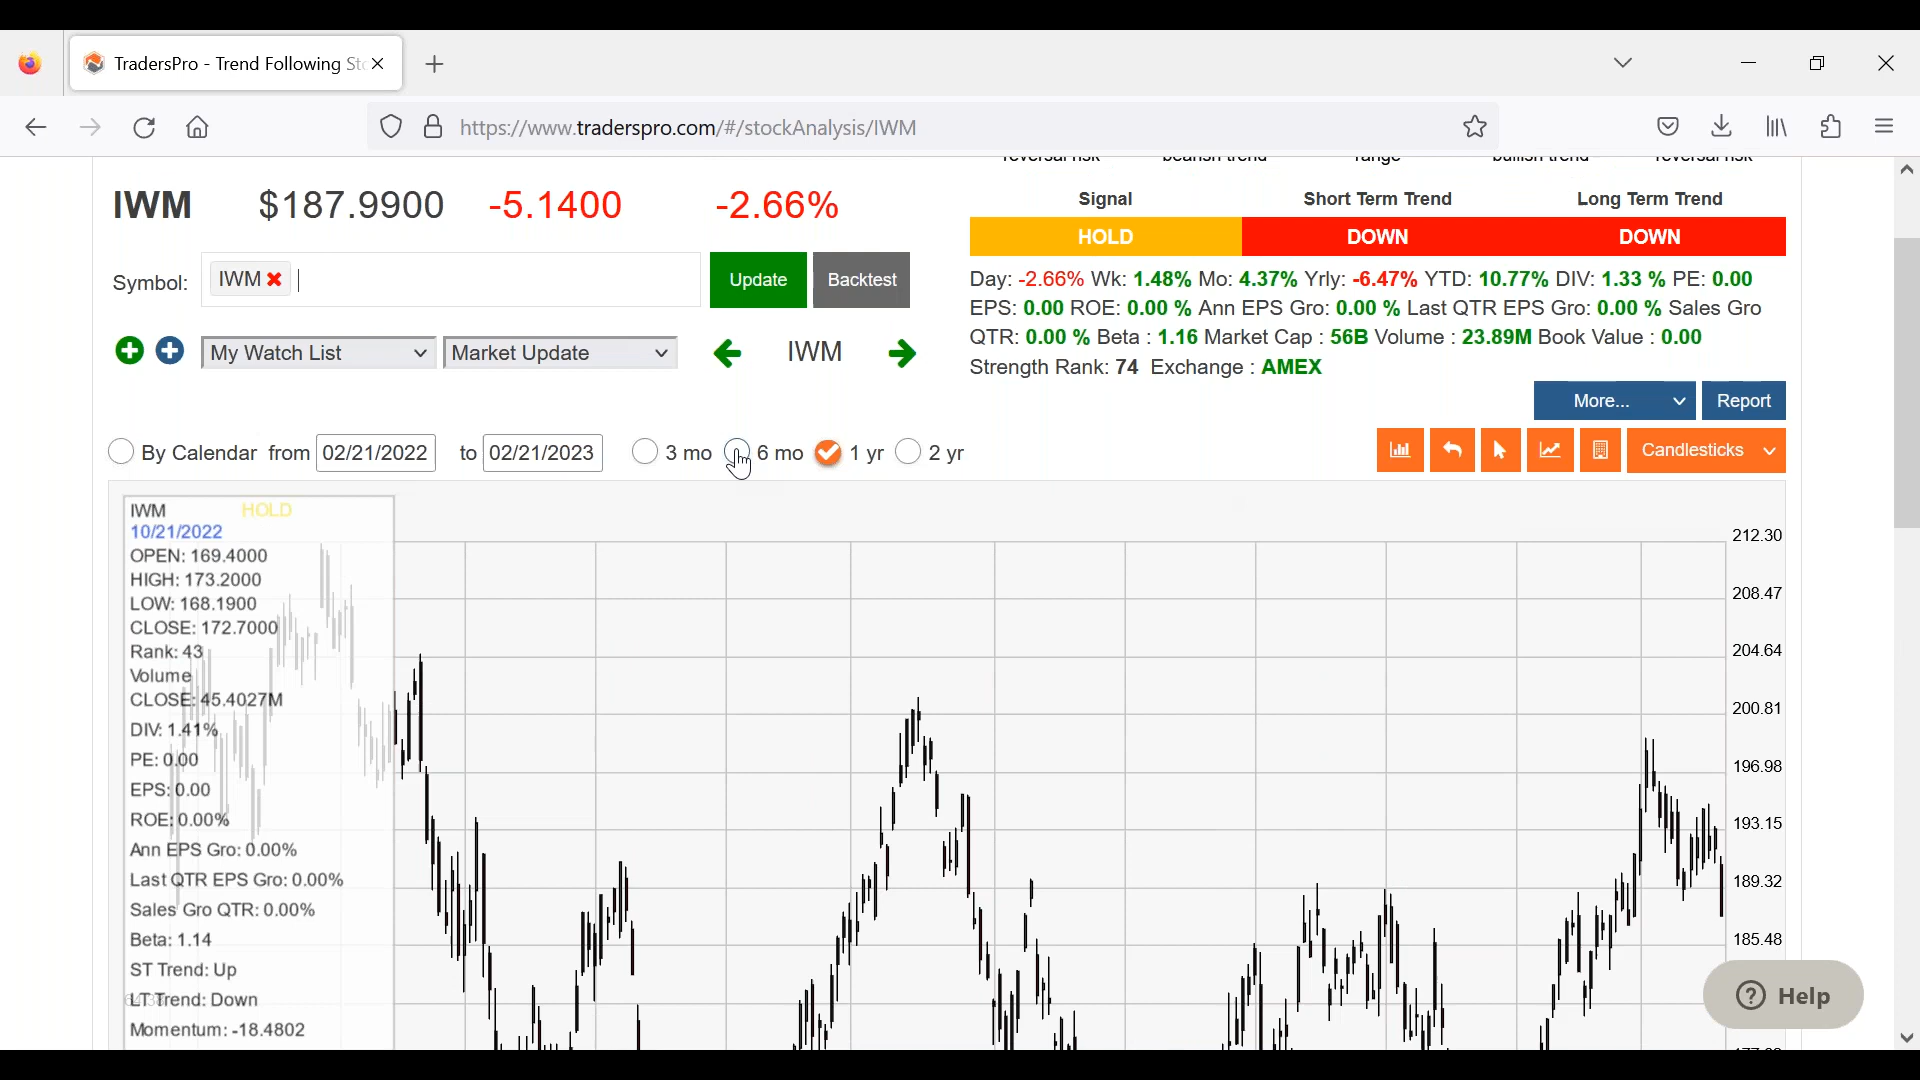 TradersPro - Trend Following Sto
https://www.traderspro.com/#/stockAnalysis/IWM
reversal risk bearish trend range bullish trend reversal risk
IWM $187.9900 -5.1400 -2.66%
Signal Short Term Trend Long Term Trend
HOLD DOWN DOWN
Symbol: IWM Update Backtest
Day: -2.66% Wk: 1.48% Mo: 4.37% Yrly: -6.47% YTD: 10.77% DIV: 1.33 % PE: 0.00
EPS: 0.00 ROE: 0.00 % Ann EPS Gro: 0.00 % Last QTR EPS Gro: 0.00 % Sales Gro
QTR: 0.00 % Beta : 1.16 Market Cap : 56B Volume : 23.89M Book Value : 0.00
Strength Rank: 74 Exchange : AMEX
My Watch List Market Update IWM
More... Report
By Calendar from 02/21/2022 to 02/21/2023 3 mo 6 mo 1 yr 2 yr
Candlesticks
IWM HOLD
10/21/2022
OPEN: 169.4000
HIGH: 173.2000
LOW: 168.1900
CLOSE: 172.7000
Rank: 43
Volume
CLOSE: 45.4027M
DIV: 1.41%
PE: 0.00
EPS: 0.00
ROE: 0.00%
Ann EPS Gro: 0.00%
Last QTR EPS Gro: 0.00%
Sales Gro QTR: 0.00%
Beta: 1.14
ST Trend: Up
LT Trend: Down
Momentum: -18.4802
212.30
208.47
204.64
200.81
196.98
193.15
189.32
185.48
Help